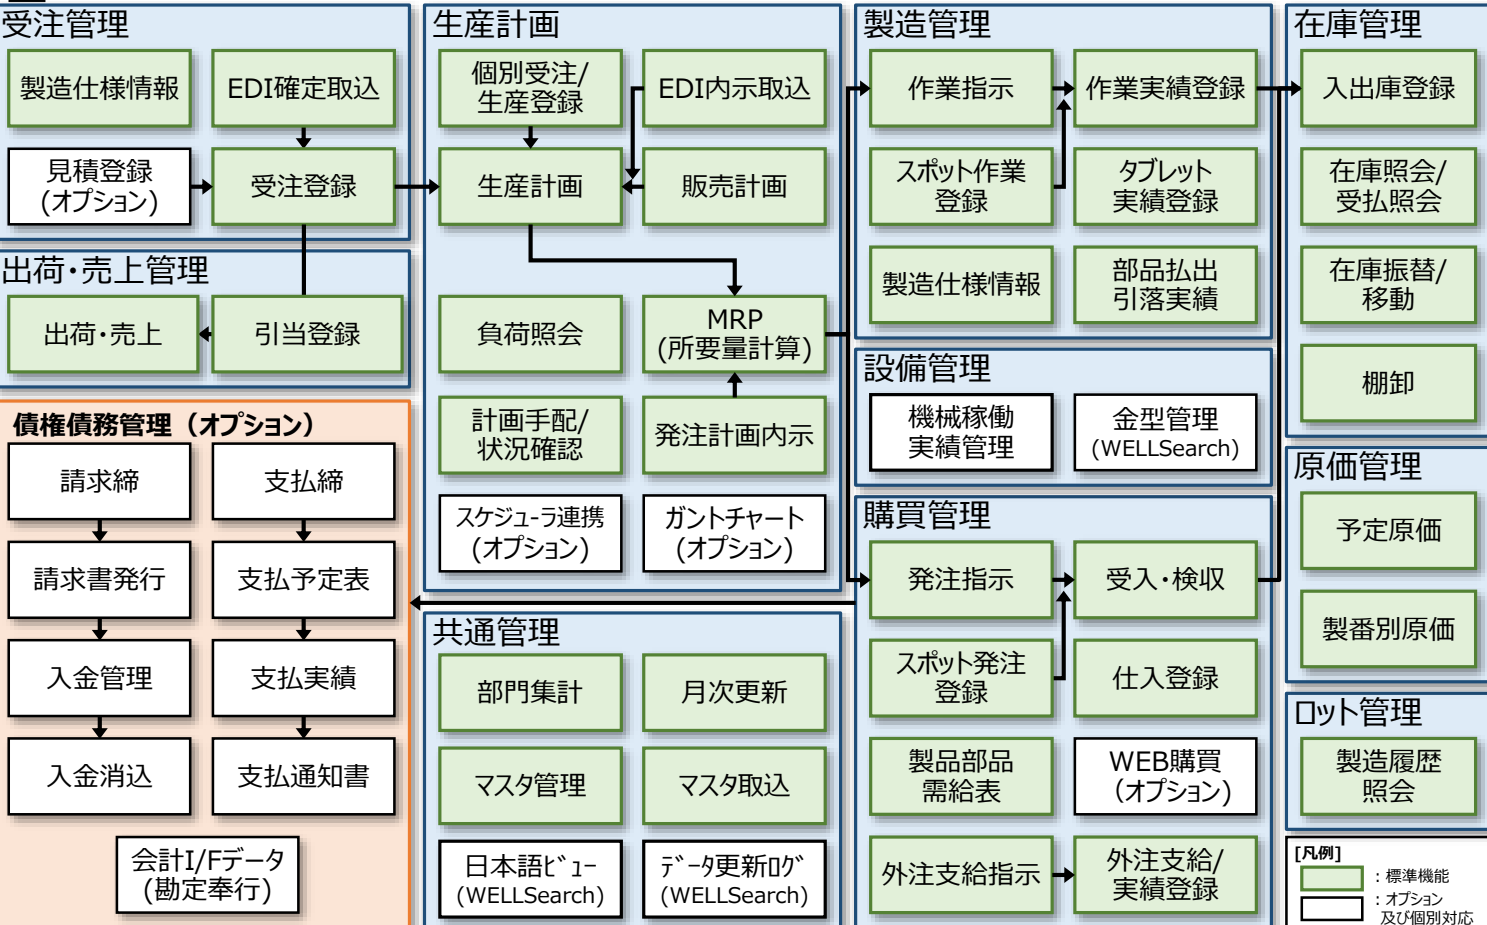 受注管理
製造仕様情報
EDI確定取込
見積登録
(オプション)
受注登録
出荷・売上管理
出荷・売上
引当登録
債権債務管理（オプション）
請求締
支払締
請求書発行
支払予定表
入金管理
支払実績
入金消込
支払通知書
会計I/Fデータ
(勘定奉行)
生産計画
個別受注/
生産登録
EDI内示取込
生産計画
販売計画
負荷照会
MRP
(所要量計算)
計画手配/
状況確認
発注計画内示
スケジューラ連携
(オプション)
ガントチャート
(オプション)
共通管理
部門集計
月次更新
マスタ管理
マスタ取込
日本語ﾋﾞｭｰ
(WELLSearch)
ﾃﾞｰﾀ更新ﾛｸﾞ
(WELLSearch)
製造管理
作業指示
作業実績登録
スポット作業
登録
タブレット
実績登録
製造仕様情報
部品払出
引落実績
設備管理
機械稼働
実績管理
金型管理
(WELLSearch)
購買管理
発注指示
受入・検収
スポット発注
登録
仕入登録
製品部品
需給表
WEB購買
（オプション)
外注支給指示
外注支給/
実績登録
在庫管理
入出庫登録
在庫照会/
受払照会
在庫振替/
移動
棚卸
原価管理
予定原価
製番別原価
ロット管理
製造履歴
照会
[凡例]
：標準機能
：オプション
及び個別対応